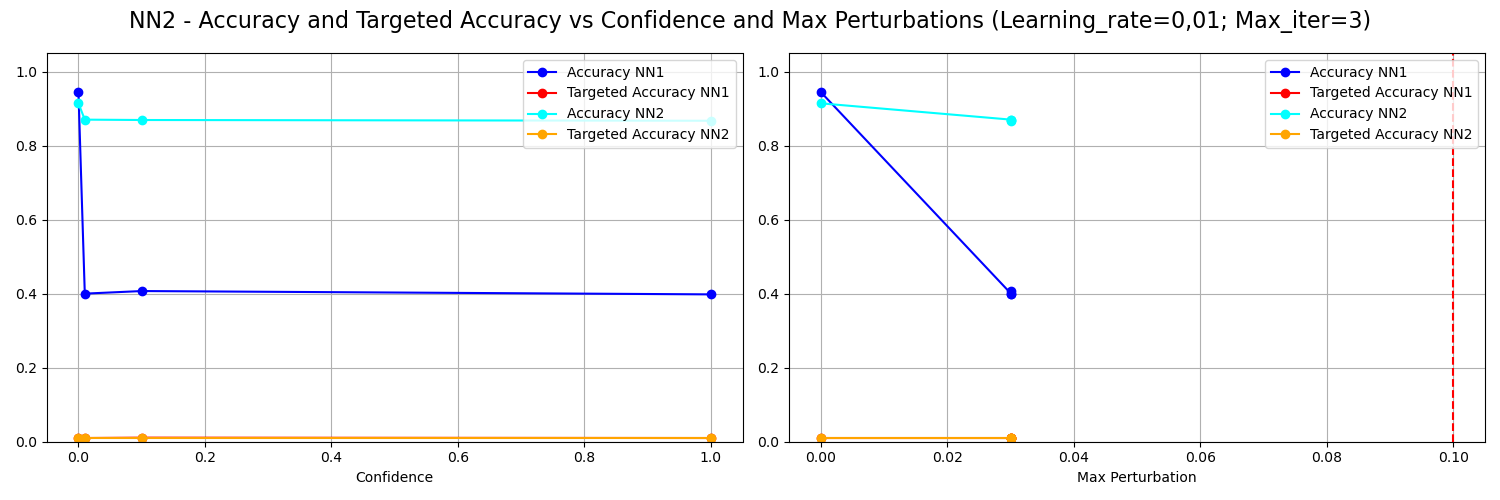 NN2 - Accuracy and Targeted Accuracy vs Confidence and Max Perturbations (Learning_rate=0,01; Max_iter=3)
1.0
0.8
0.6
0.4
0.2
0.0
0.0 0.2 0.4 0.6 0.8 1.0
Confidence
Accuracy NN1
Targeted Accuracy NN1
Accuracy NN2
Targeted Accuracy NN2
1.0
0.8
0.6
0.4
0.2
0.0
0.00 0.02 0.04 0.06 0.08 0.10
Max Perturbation
Accuracy NN1
Targeted Accuracy NN1
Accuracy NN2
Targeted Accuracy NN2